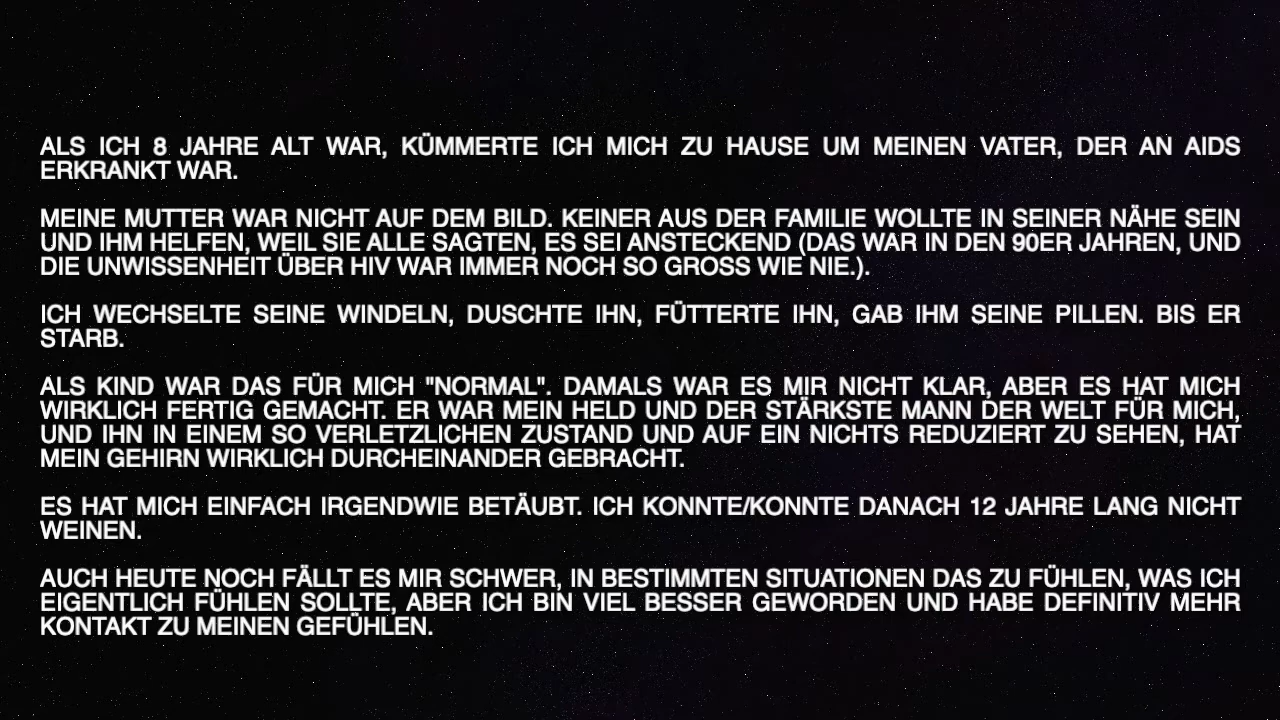 ALS ICH 8 JAHRE ALT WAR, KÜMMERTE ICH MICH ZU HAUSE UM MEINEN VATER, DER AN AIDS
ERKRANKT WAR.
MEINE MUTTER WAR NICHT AUF DEM BILD. KEINER AUS DER FAMILIE WOLLTE IN SEINER NÄHE SEIN
UND IHM HELFEN, WEIL SIE ALLE SAGTEN, ES SEI ANSTECKEND (DAS WAR IN DEN 90ER JAHREN, UND
DIE UNWISSENHEIT ÜBER HIV WAR IMMER NOCH SO GROSS WIE NIE.).
ICH WECHSELTE SEINE WINDELN, DUSCHTE IHN, FÜTTERTE IHN, GAB IHM SEINE PILLEN. BIS ER
STARB.
ALS KIND WAR DAS FÜR MICH "NORMAL". DAMALS WAR ES MIR NICHT KLAR, ABER ES HAT MICH
WIRKLICH FERTIG GEMACHT. ER WAR MEIN HELD UND DER STÄRKSTE MANN DER WELT FÜR MICH,
UND IHN IN EINEM SO VERLETZLICHEN ZUSTAND UND AUF EIN NICHTS REDUZIERT ZU SEHEN, HAT
MEIN GEHIRN WIRKLICH DURCHEINANDER GEBRACHT.
ES HAT MICH EINFACH IRGENDWIE BETÄUBT. ICH KONNTE/KONNTE DANACH 12 JAHRE LANG NICHT
WEINEN.
AUCH HEUTE NOCH FÄLLT ES MIR SCHWER, IN BESTIMMTEN SITUATIONEN DAS ZU FÜHLEN, WAS ICH
EIGENTLICH FÜHLEN SOLLTE, ABER ICH BIN VIEL BESSER GEWORDEN UND HABE DEFINITIV MEHR
KONTAKT ZU MEINEN GEFÜHLEN.